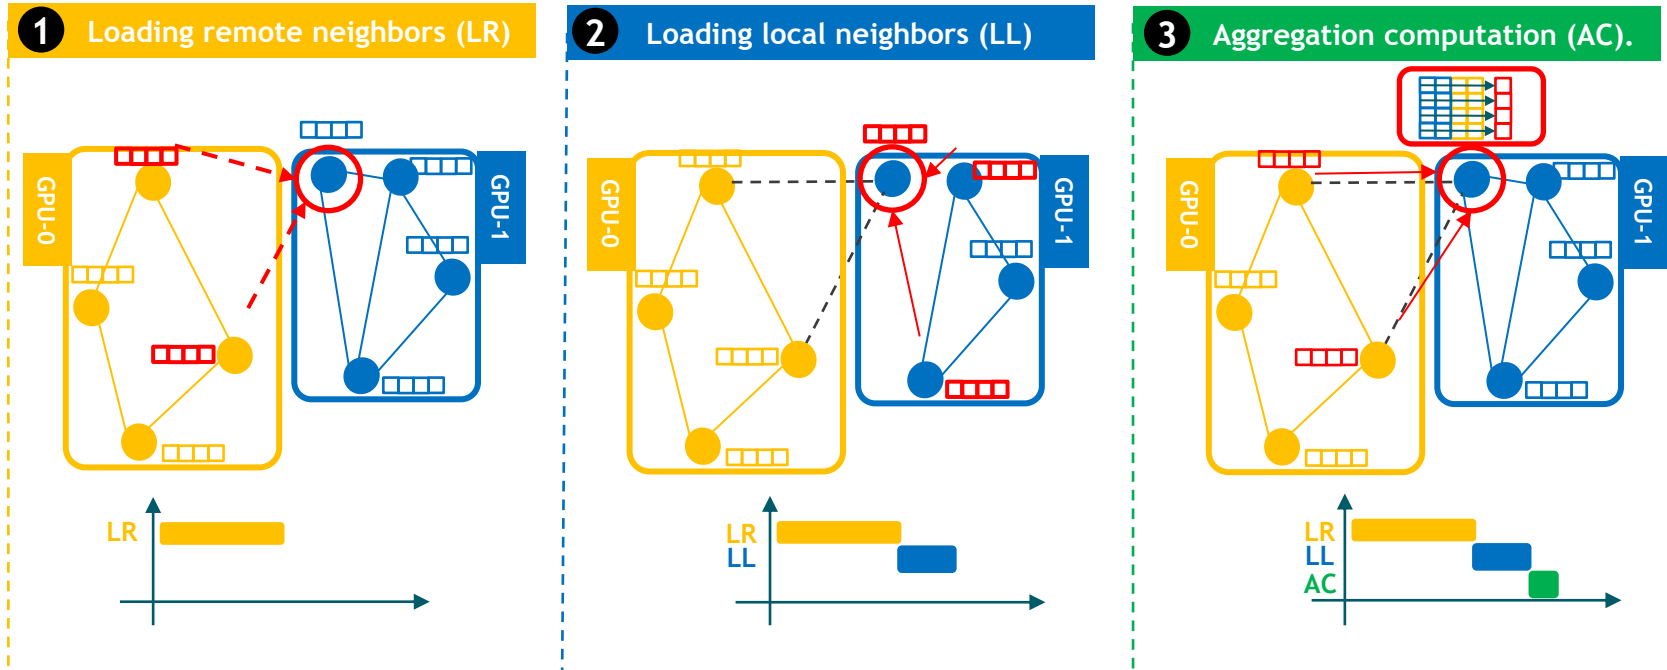 1 Loading remote neighbors (LR)
GPU-0
GPU-1
LR
2 Loading local neighbors (LL)
GPU-0
GPU-1
LR
LL
3 Aggregation computation (AC).
GPU-0
GPU-1
LR
LL
AC